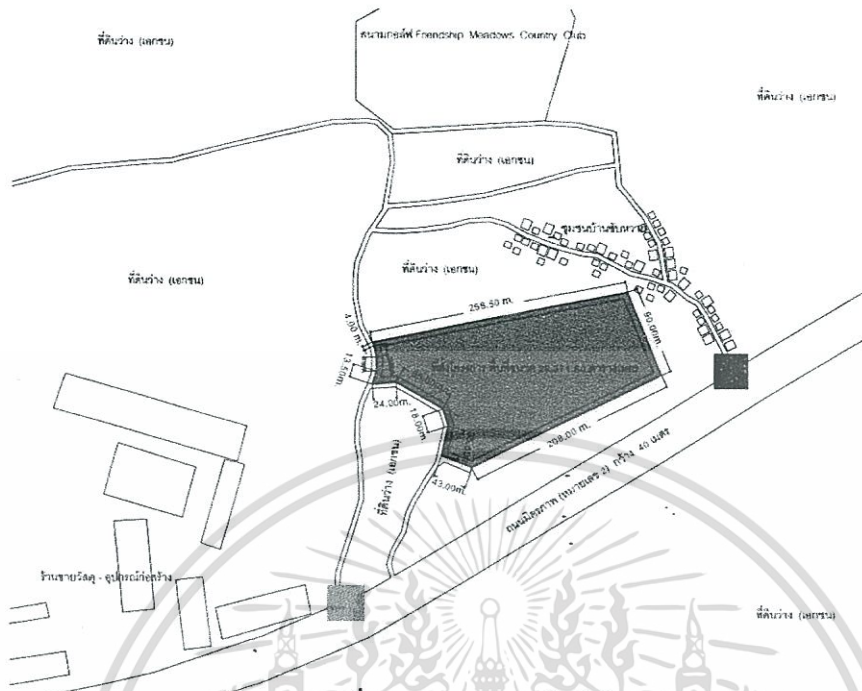 สนามกอล์ฟ Friendship Meadows Country Club
ที่ดินว่าง (เอกชน)
ที่ดินว่าง (เอกชน)
ที่ดินว่าง (เอกชน)
ชุมชนบ้านซับหวาย
ที่ดินว่าง (เอกชน)
ที่ดินว่าง (เอกชน)
256.50 m.
4.00 m.
90.00m.
13.50m.
24.00m.
18.00m.
208.00 m.
43.00m.
ที่ดินว่าง (เอกชน)
ถนนมิตรภาพ (หมายเลข 2) กว้าง 40 เมตร
ร้านขายวัสดุ - อุปกรณ์ก่อสร้าง
ที่ดินว่าง (เอกชน)